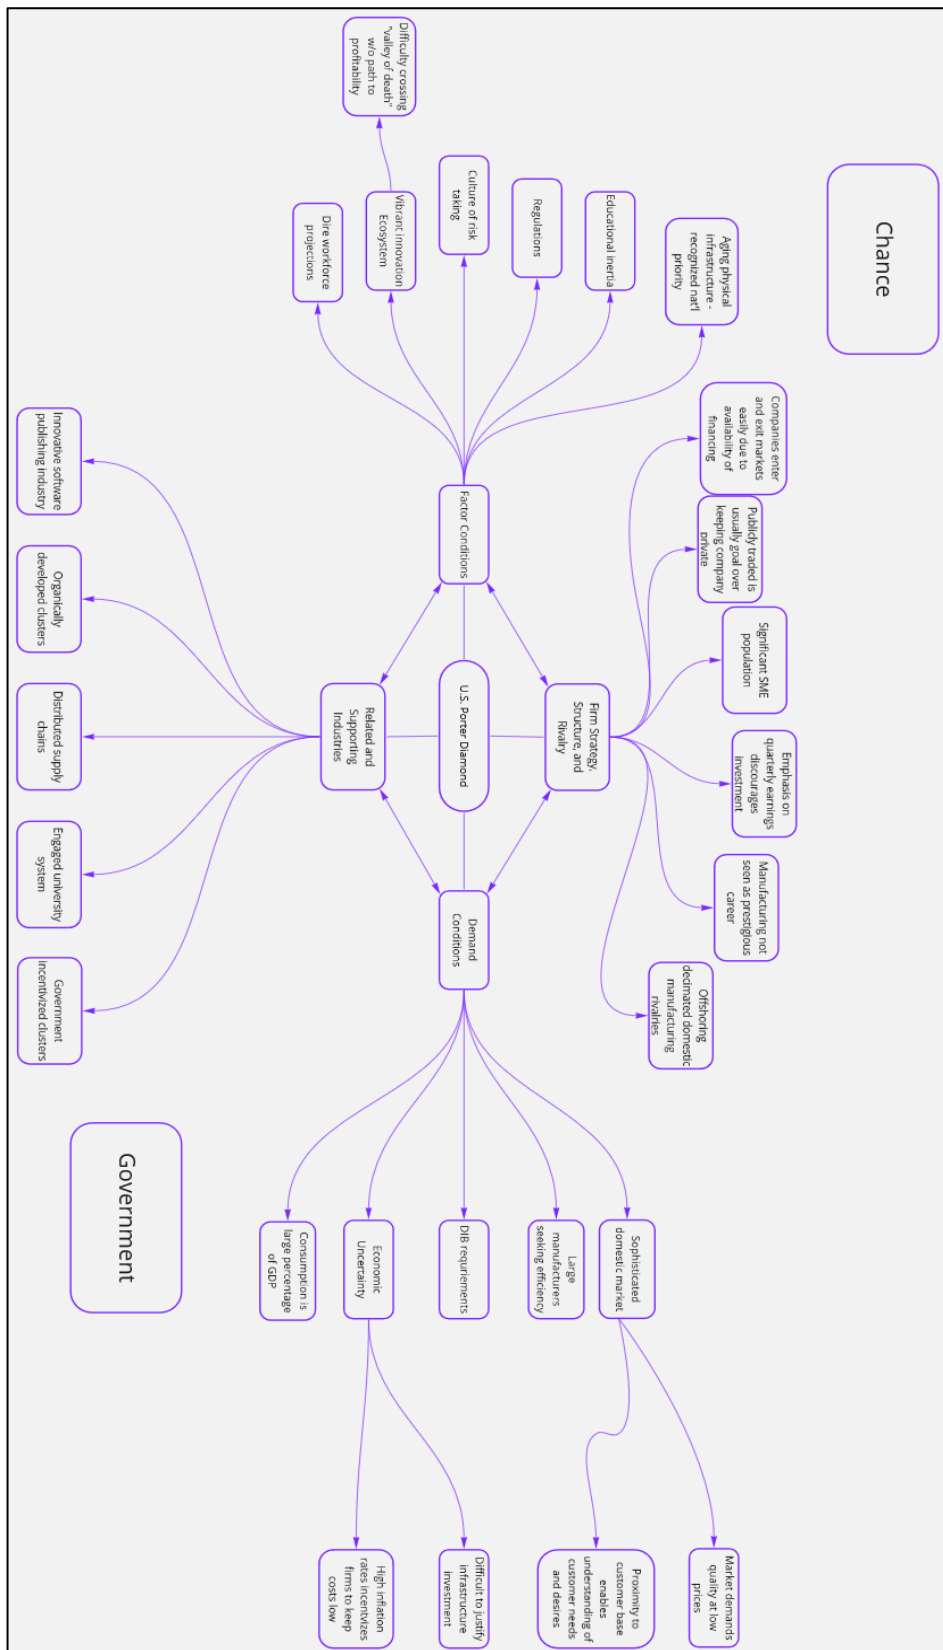 Chance
Government
U.S. Porter Diamond
Firm Strategy,
Structure, and
Rivalry
Companies enter
and exit markets
easily due to
availability of
financing
Publicly traded is
usually goal over
keeping company
private
Significant SME
population
Emphasis on
quarterly earnings
discourages
investment
Manufacturing not
seen as prestigious
career
Offshoring
decimated domestic
manufacturing
rivalries
Factor Conditions
Aging physical
infrastructure -
recognized nat'l
priority
Educational inertia
Regulations
Culture of risk
taking
Vibrant innovation
Ecosystem
Difficulty crossing
"valley of death"
w/o path to
profitability
Dire workforce
projections
Demand
Conditions
Sophisticated
domestic market
Market demands
quality at low
prices
Proximity to
customer base
enables
understanding of
customer needs
and desires
Large
manufacturers
seeking efficiency
DIB requriements
Economic
Uncertainty
Difficult to justify
infrastructure
investment
High inflation
rates incentvizes
firms to keep
costs low
Consumption is
large percentage
of GDP
Related and
Supporting
Industries
Innovative software
publishing industry
Organically
developed clusters
Distributed supply
chains
Engaged university
system
Government
incentivized clusters